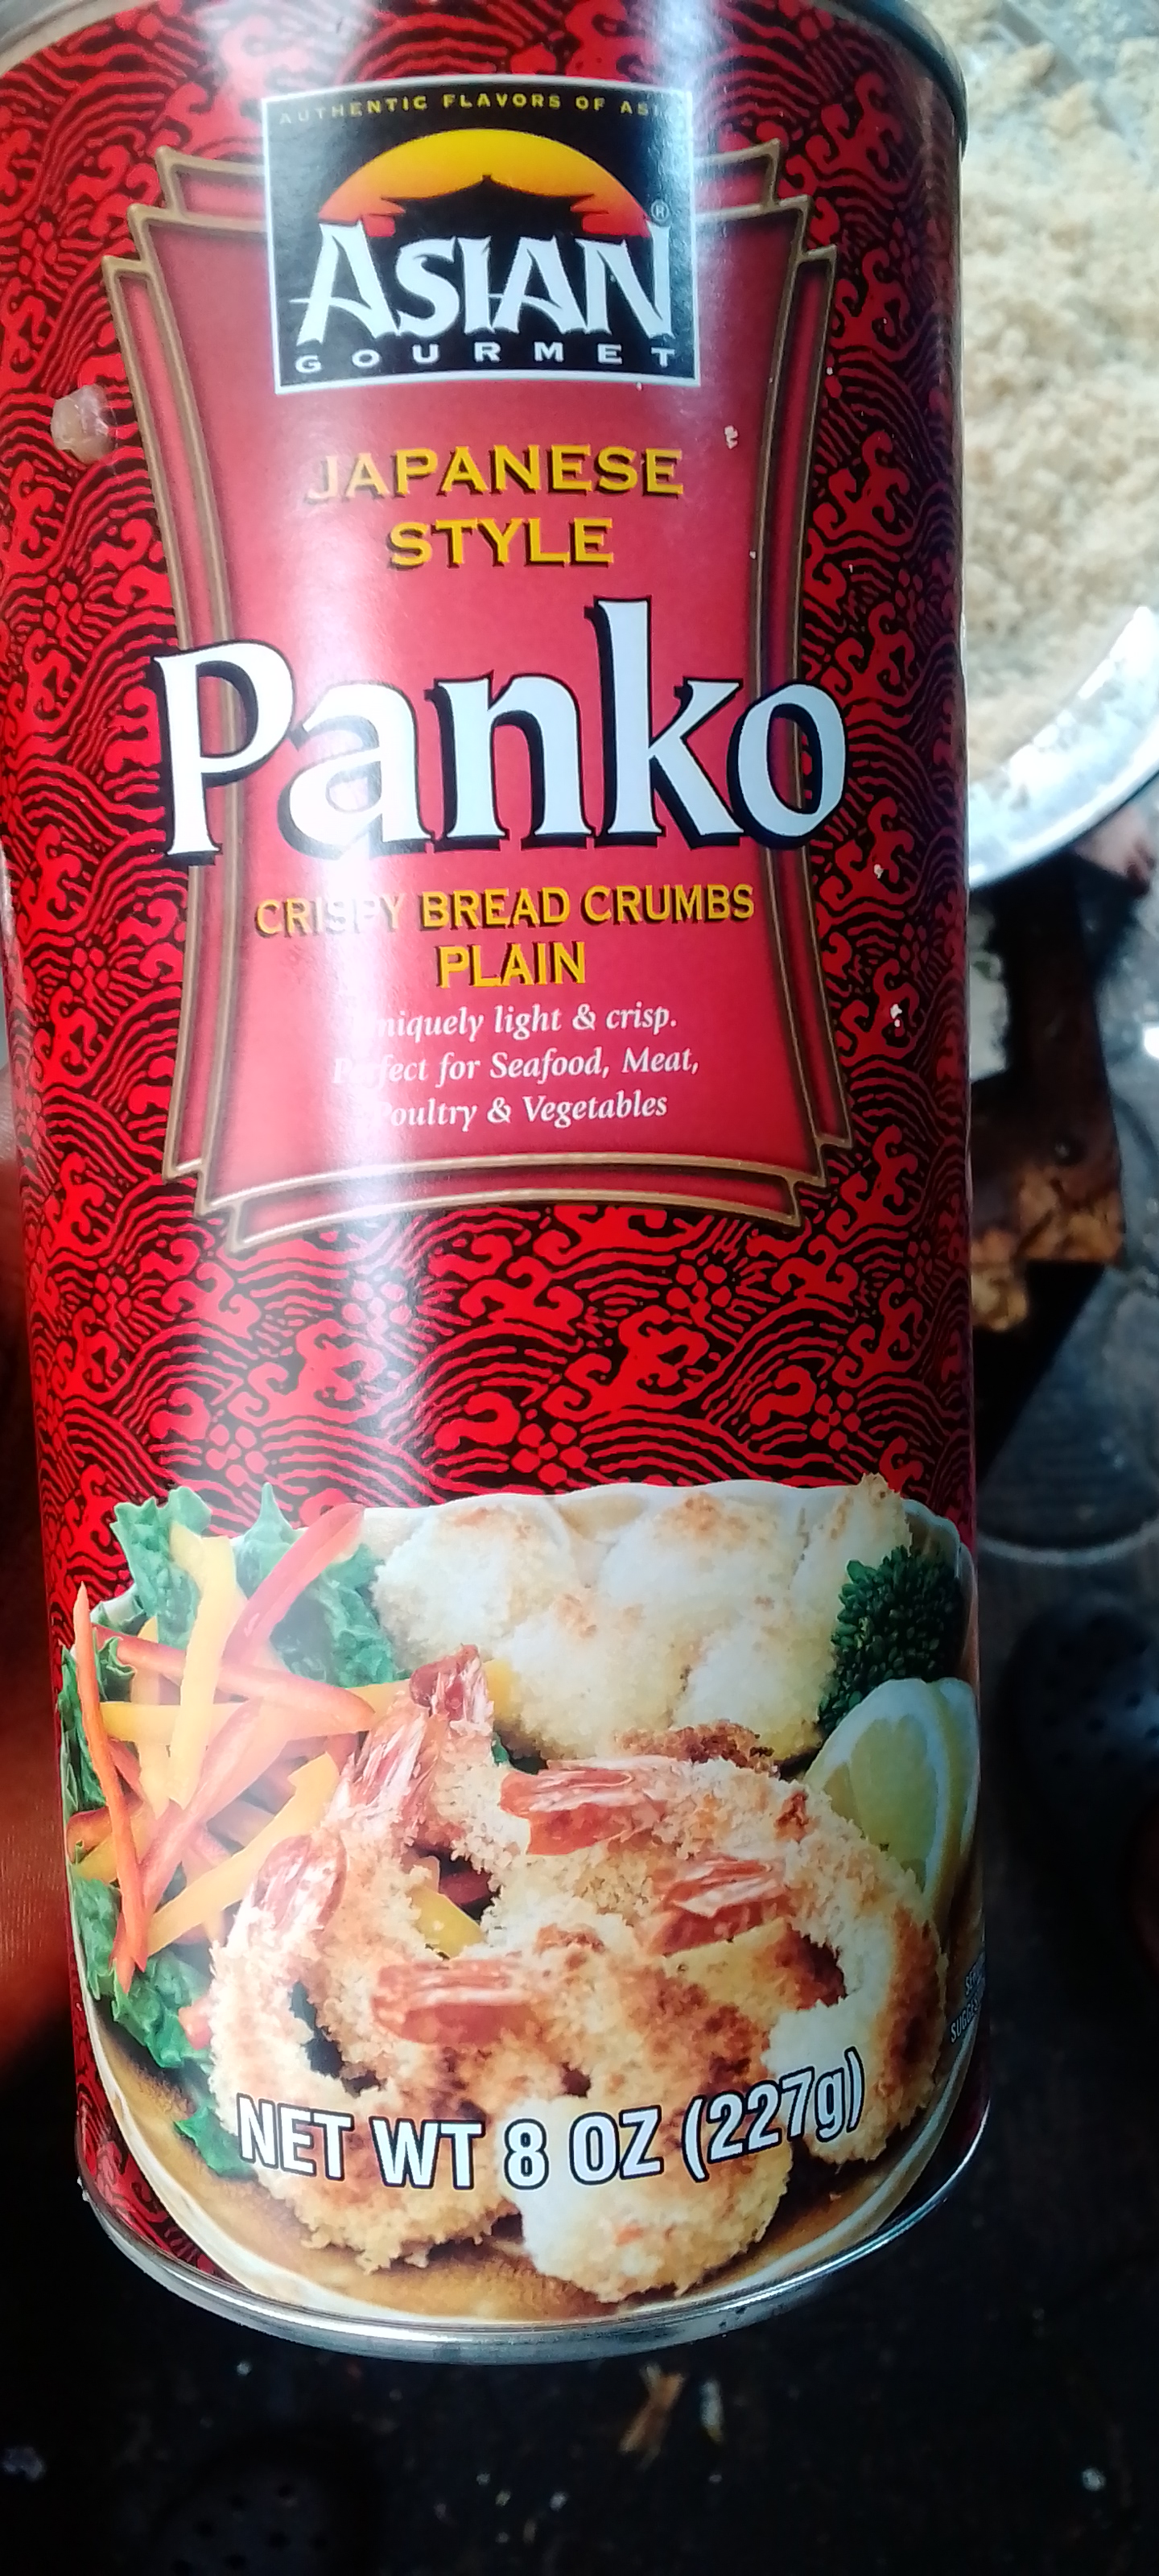 AUTHENTIC FLAVORS OF ASIA
ASIAN®
GOURMET
JAPANESE
STYLE
Panko
CRISPY BREAD CRUMBS
PLAIN
Uniquely light & crisp.
Perfect for Seafood, Meat,
Poultry & Vegetables
NET WT 8 OZ (227g)